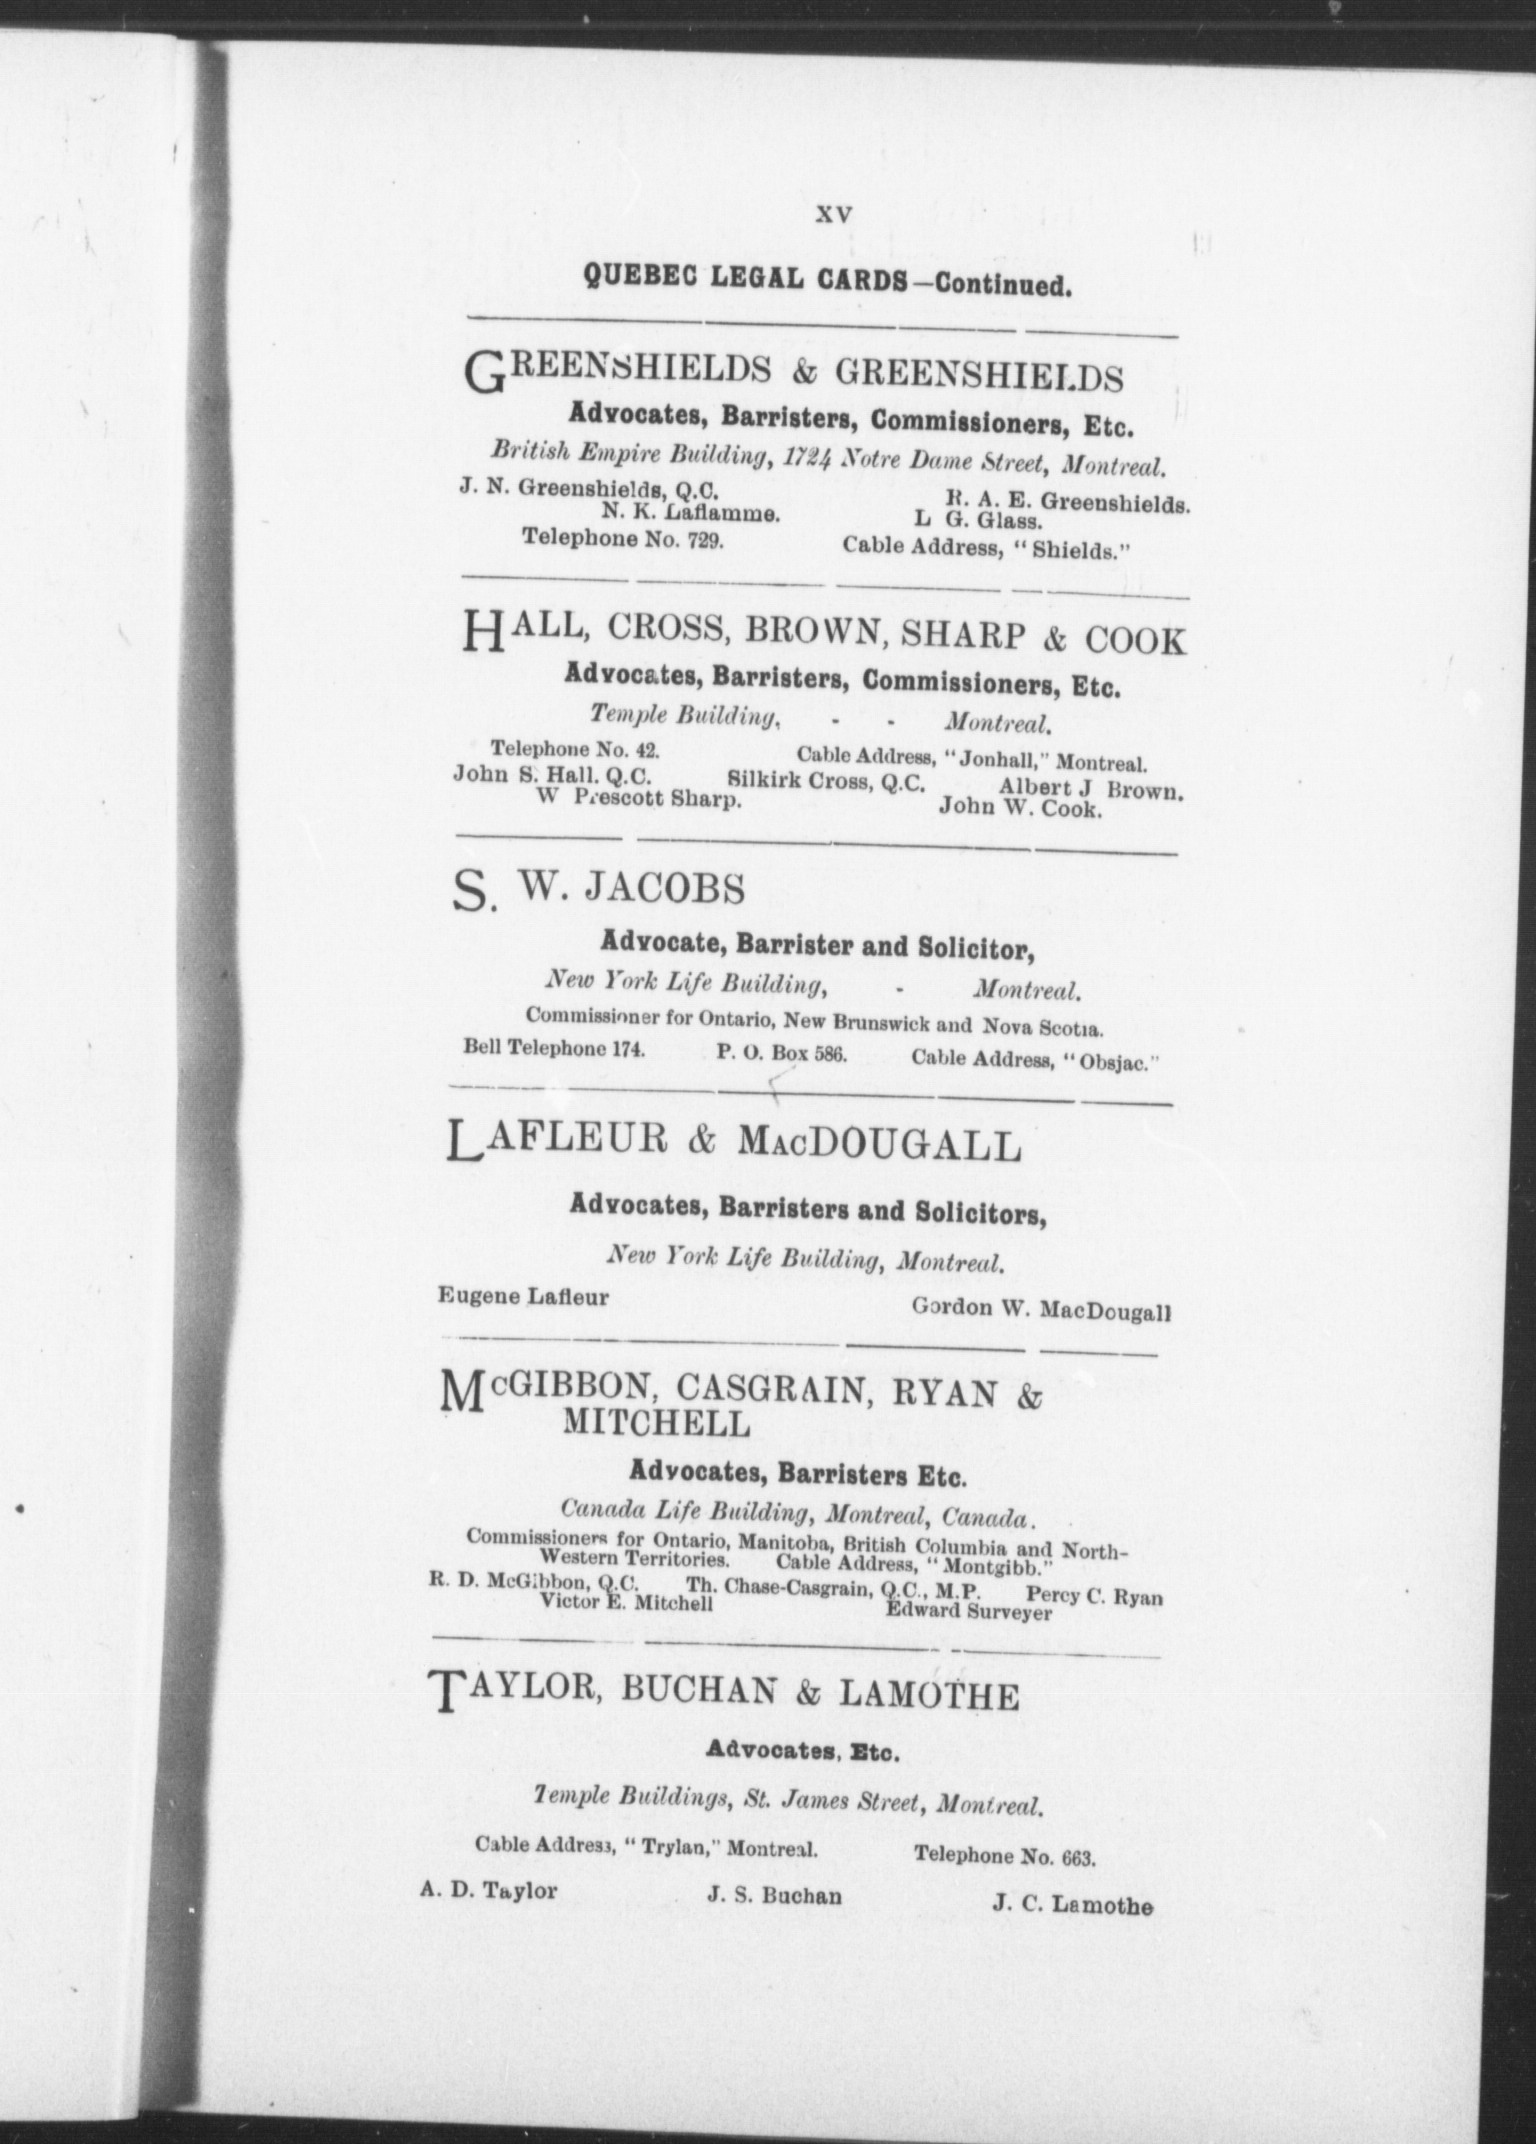 XV
QUEBEC LEGAL CARDS—Continued.
GREENSHIELDS & GREENSHIELDS
Advocates, Barristers, Commissioners, Etc.
British Empire Building, 1724 Notre Dame Street, Montreal.
J. N. Greenshields, Q.C. R. A. E. Greenshields.
N. K. Laflamme. L G. Glass.
Telephone No. 729. Cable Address, "Shields."
HALL, CROSS, BROWN, SHARP & COOK
Advocates, Barristers, Commissioners, Etc.
Temple Building, - - Montreal.
Telephone No. 42. Cable Address, "Jonhall," Montreal.
John S. Hall. Q.C. Silkirk Cross, Q.C. Albert J Brown.
W Prescott Sharp. John W. Cook.
S. W. JACOBS
Advocate, Barrister and Solicitor,
New York Life Building, - Montreal.
Commissioner for Ontario, New Brunswick and Nova Scotia.
Bell Telephone 174. P. O. Box 586. Cable Address, "Obsjac."
LAFLEUR & MACDOUGALL
Advocates, Barristers and Solicitors,
New York Life Building, Montreal.
Eugene Lafleur Gordon W. MacDougall
McGIBBON, CASGRAIN, RYAN &
MITCHELL
Advocates, Barristers Etc.
Canada Life Building, Montreal, Canada.
Commissioners for Ontario, Manitoba, British Columbia and North-
Western Territories. Cable Address, "Montgibb."
R. D. McGibbon, Q.C. Th. Chase-Casgrain, Q.C., M.P. Percy C. Ryan
Victor E. Mitchell Edward Surveyer
TAYLOR, BUCHAN & LAMOTHE
Advocates, Etc.
Temple Buildings, St. James Street, Montreal.
Cable Address, "Trylan," Montreal. Telephone No. 663.
A. D. Taylor J. S. Buchan J. C. Lamothe